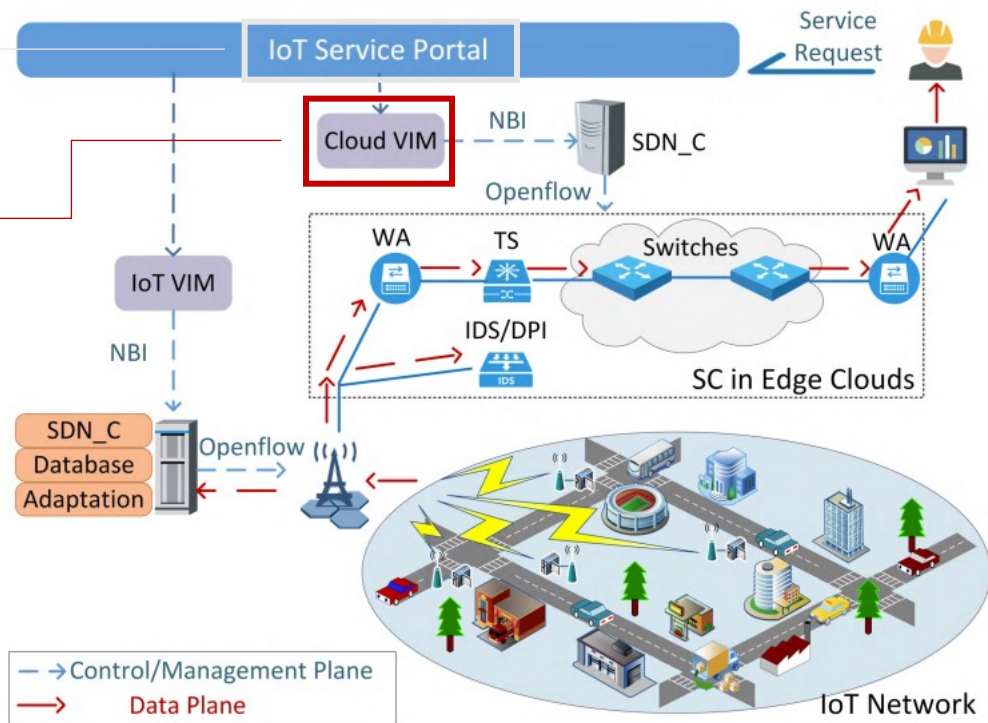 IoT Service Portal
Service
Request
Cloud VIM
NBI
SDN_C
Openflow
WA
TS
Switches
WA
IoT VIM
IDS/DPI
IDS
NBI
SC in Edge Clouds
SDN_C
Openflow
Database
Adaptation
Control/Management Plane
Data Plane
IoT Network